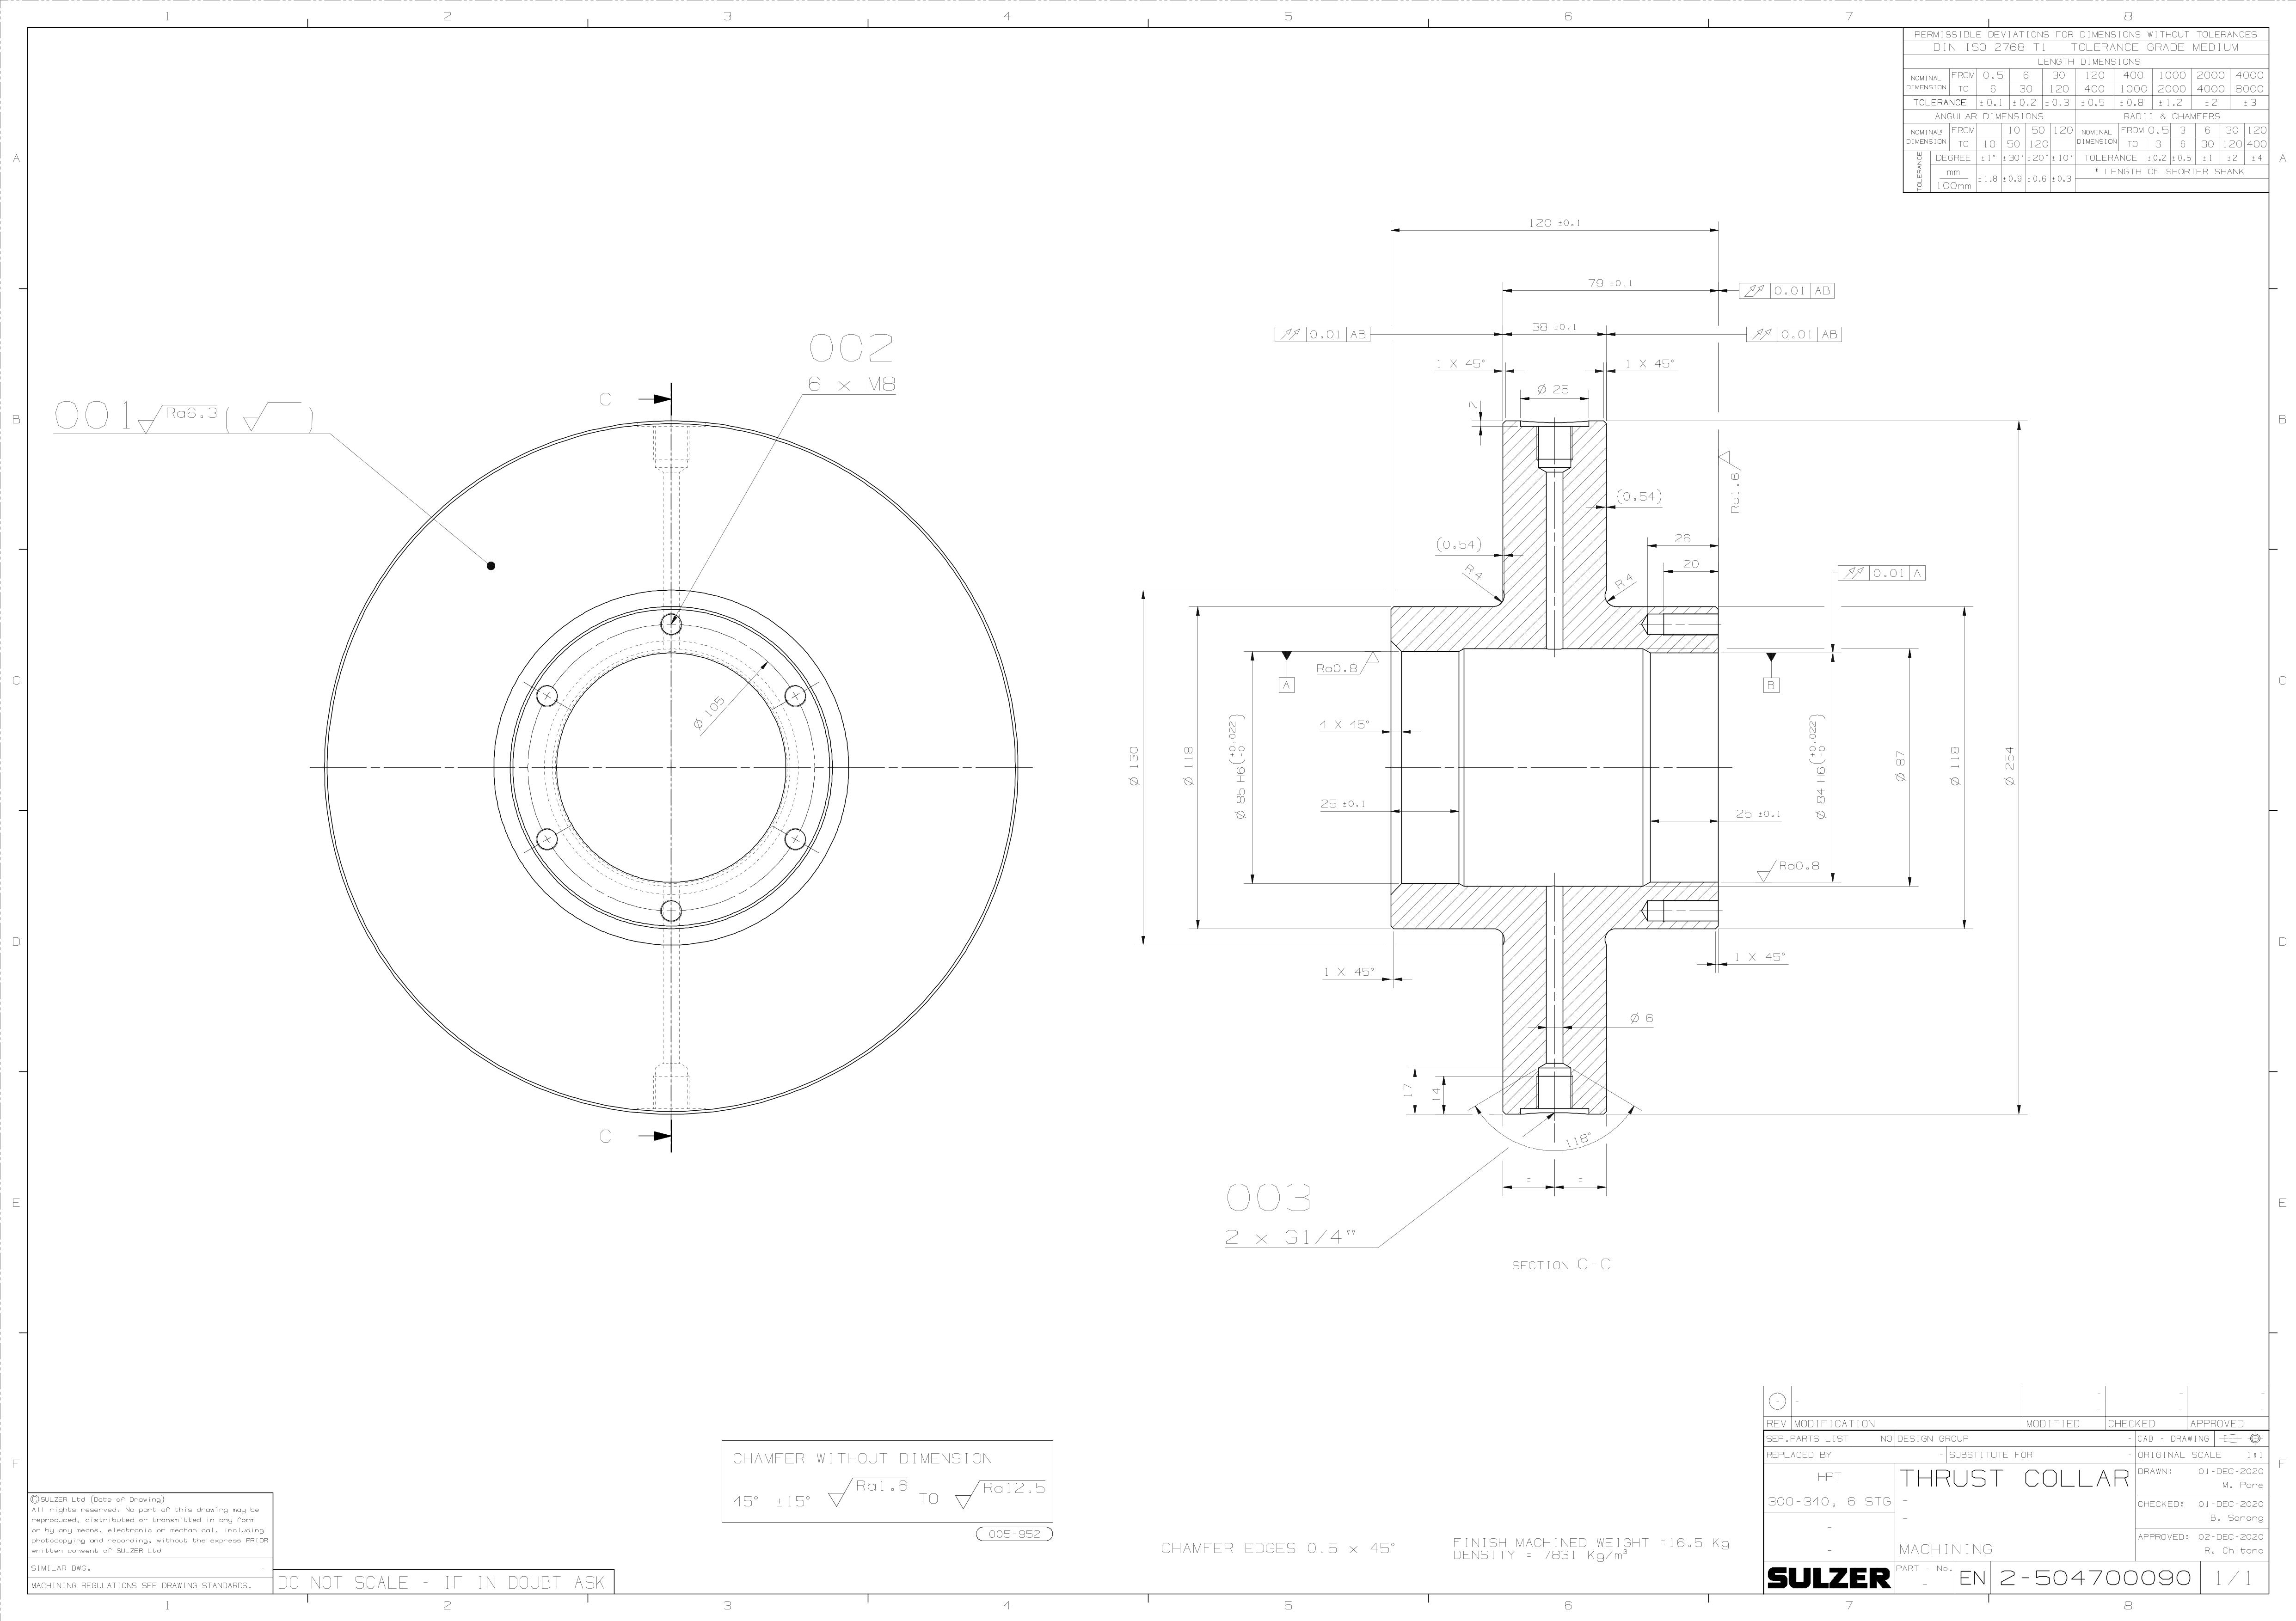 1 2 3 4 5 6 7 8
A
B
C
D
E
F
PERMISSIBLE DEVIATIONS FOR DIMENSIONS WITHOUT TOLERANCES
DIN ISO 2768 T1 TOLERANCE GRADE MEDIUM
LENGTH DIMENSIONS
NOMINAL DIMENSION FROM 0.5 6 30 120 400 1000 2000 4000
TO 6 30 120 400 1000 2000 4000 8000
TOLERANCE ±0.1 ±0.2 ±0.3 ±0.5 ±0.8 ±1.2 ±2 ±3
ANGULAR DIMENSIONS RADII & CHAMFERS
NOMINAL* DIMENSION FROM 10 50 120 NOMINAL DIMENSION FROM 0.5 3 6 30 120
TO 10 50 120 TO 3 6 30 120 400
TOLERANCE DEGREE ±1° ±30' ±20' ±10' TOLERANCE ±0.2 ±0.5 ±1 ±2 ±4
mm
100mm ±1.8 ±0.9 ±0.6 ±0.3 * LENGTH OF SHORTER SHANK
001 Ra6.3 ( )
002
6 x M8
C
Ø 105
C
120 ±0.1
79 ±0.1
0.01 AB
0.01 AB
38 ±0.1
0.01 AB
1 X 45°
1 X 45°
Ø 25
2
Ra1.6
(0.54)
(0.54)
26
20
R4
R4
0.01 A
Ra0.8
A
B
4 X 45°
Ø 130
Ø 118
Ø 85 H6(+0.022 -0)
25 ±0.1
25 ±0.1
Ø 84 H6(+0.022 -0)
Ø 87
Ø 118
Ø 254
Ra0.8
1 X 45°
1 X 45°
Ø 6
17
14
118°
= =
003
2 x G1/4"
SECTION C-C
CHAMFER WITHOUT DIMENSION
45° ±15° Ra1.6 TO Ra12.5
005-952
CHAMFER EDGES 0.5 x 45°
FINISH MACHINED WEIGHT =16.5 Kg
DENSITY = 7831 Kg/m³
©SULZER Ltd (Date of Drawing)
All rights reserved. No part of this drawing may be
reproduced, distributed or transmitted in any form
or by any means, electronic or mechanical, including
photocopying and recording, without the express PRIOR
written consent of SULZER Ltd
SIMILAR DWG. -
MACHINING REGULATIONS SEE DRAWING STANDARDS.
DO NOT SCALE - IF IN DOUBT ASK
- - - - -
- - -
REV MODIFICATION MODIFIED CHECKED APPROVED
SEP.PARTS LIST NO DESIGN GROUP - CAD - DRAWING
REPLACED BY - SUBSTITUTE FOR - ORIGINAL SCALE 1:1
HPT
300-340, 6 STG
-
-
THRUST COLLAR
-
-
MACHINING
DRAWN: 01-DEC-2020
M. Pore
CHECKED: 01-DEC-2020
B. Sarang
APPROVED: 02-DEC-2020
R. Chitana
SULZER
PART - No.
-
EN 2-504700090 1/1
1 2 3 4 5 6 7 8
A
B
C
D
E
F